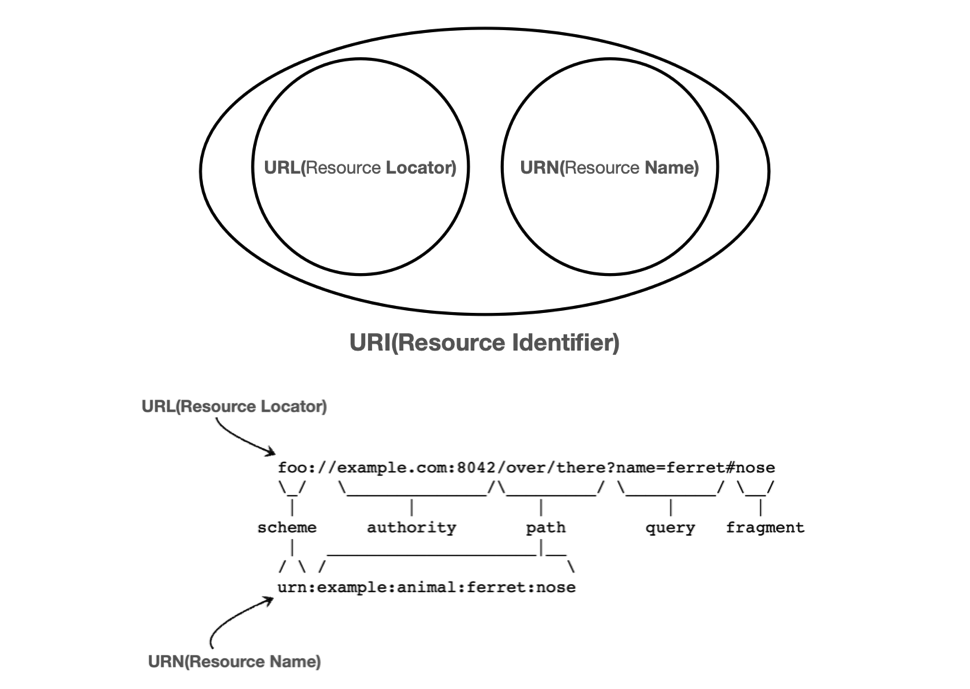 URL(Resource Locator) URN(Resource Name)
URI(Resource Identifier)
URL(Resource Locator)
foo://example.com:8042/over/there?name=ferret#nose
scheme authority path query fragment
urn:example:animal:ferret:nose
URN(Resource Name)